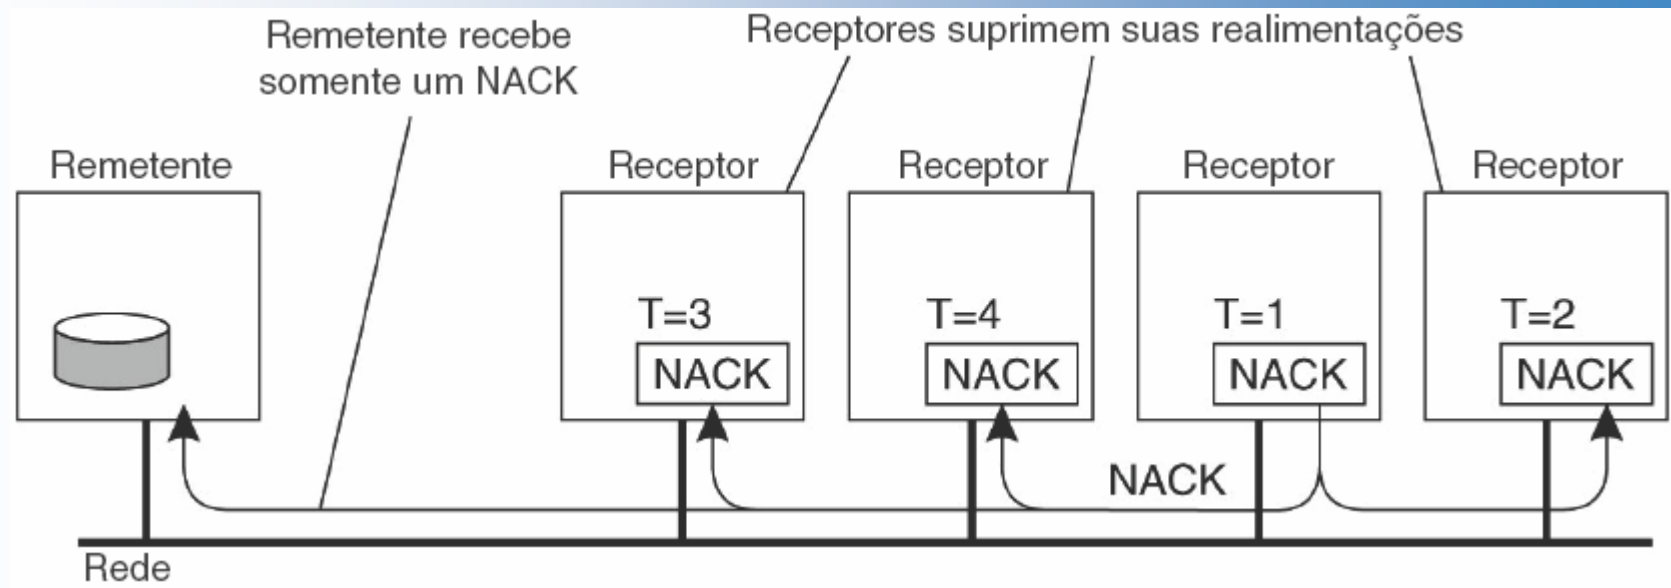 Remetente recebe
somente um NACK
Receptores suprimem suas realimentações
Remetente
Receptor
Receptor
Receptor
Receptor
T=3
T=4
T=1
T=2
NACK
NACK
NACK
NACK
NACK
Rede